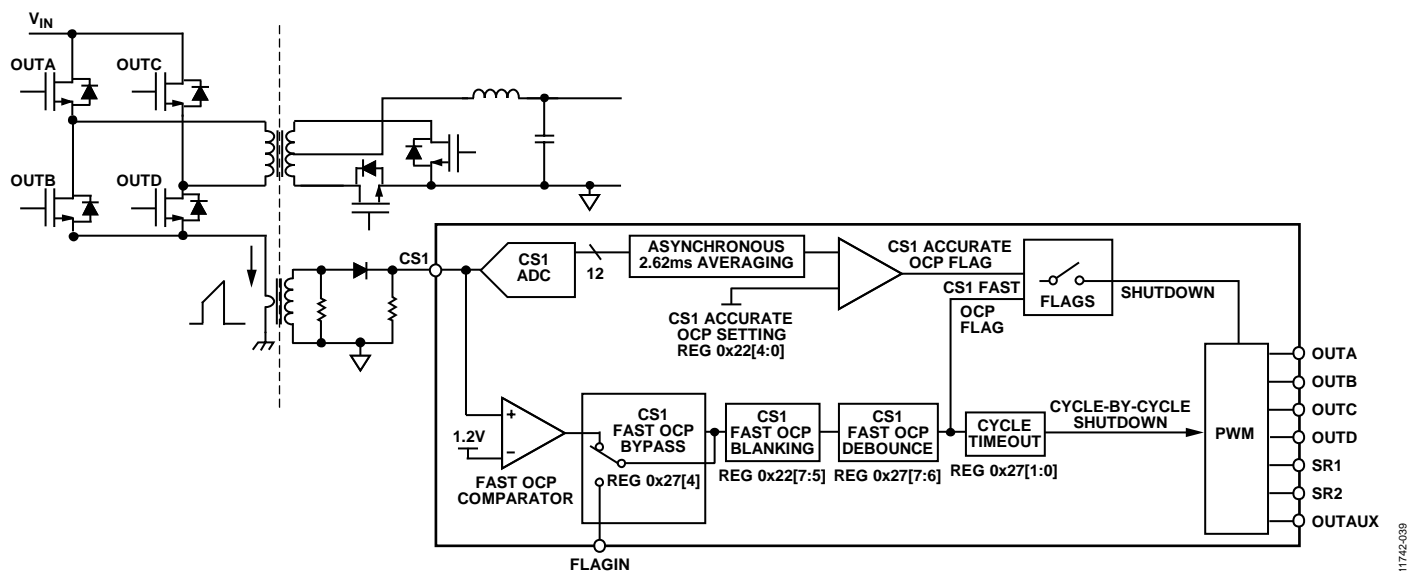 VIN
OUTA
OUTC
OUTB
OUTD
CS1
CS1
ADC
12
ASYNCHRONOUS
2.62ms AVERAGING
CS1 ACCURATE
OCP SETTING
REG 0x22[4:0]
CS1 ACCURATE
OCP FLAG
CS1 FAST
OCP
FLAG
FLAGS
SHUTDOWN
1.2V
+
−
FAST OCP
COMPARATOR
CS1
FAST OCP
BYPASS
REG 0x27[4]
FLAGIN
CS1
FAST OCP
BLANKING
REG 0x22[7:5]
CS1
FAST OCP
DEBOUNCE
REG 0x27[7:6]
CYCLE
TIMEOUT
REG 0x27[1:0]
CYCLE-BY-CYCLE
SHUTDOWN
PWM
OUTA
OUTB
OUTC
OUTD
SR1
SR2
OUTAUX
11742-039